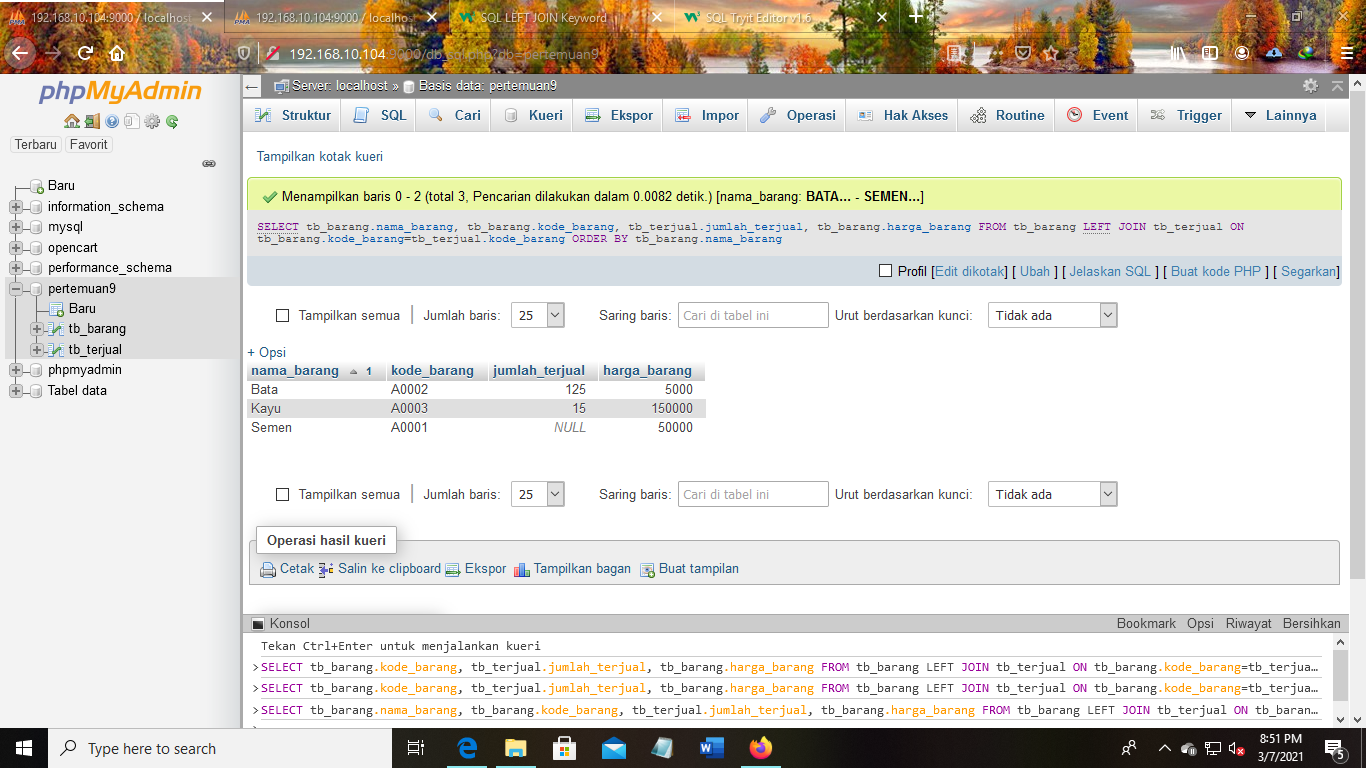 192.168.10.104:9000 / localhos
192.168.10.104:9000 / localhos
SQL LEFT JOIN Keyword
SQL Tryit Editor v1.6
192.168.10.104:9000/db_sql.php?db=pertemuan9
phpMyAdmin
Terbaru Favorit
Baru
information_schema
mysql
opencart
performance_schema
pertemuan9
Baru
tb_barang
tb_terjual
phpmyadmin
Tabel data
Server: localhost » Basis data: pertemuan9
Struktur SQL Cari Kueri Ekspor Impor Operasi Hak Akses Routine Event Trigger Lainnya
Tampilkan kotak kueri
Menampilkan baris 0 - 2 (total 3, Pencarian dilakukan dalam 0.0082 detik.) [nama_barang: BATA... - SEMEN...]
SELECT tb_barang.nama_barang, tb_barang.kode_barang, tb_terjual.jumlah_terjual, tb_barang.harga_barang FROM tb_barang LEFT JOIN tb_terjual ON
tb_barang.kode_barang=tb_terjual.kode_barang ORDER BY tb_barang.nama_barang
Profil [Edit dikotak] [ Ubah ] [ Jelaskan SQL ] [ Buat kode PHP ] [ Segarkan]
Tampilkan semua Jumlah baris: 25 Saring baris: Cari di tabel ini Urut berdasarkan kunci: Tidak ada
+ Opsi
nama_barang 1 kode_barang jumlah_terjual harga_barang
Bata A0002 125 5000
Kayu A0003 15 150000
Semen A0001 NULL 50000
Tampilkan semua Jumlah baris: 25 Saring baris: Cari di tabel ini Urut berdasarkan kunci: Tidak ada
Operasi hasil kueri
Cetak Salin ke clipboard Ekspor Tampilkan bagan Buat tampilan
Konsol Bookmark Opsi Riwayat Bersihkan
Tekan Ctrl+Enter untuk menjalankan kueri
>SELECT tb_barang.kode_barang, tb_terjual.jumlah_terjual, tb_barang.harga_barang FROM tb_barang LEFT JOIN tb_terjual ON tb_barang.kode_barang=tb_terjua…
>SELECT tb_barang.kode_barang, tb_terjual.jumlah_terjual, tb_barang.harga_barang FROM tb_barang LEFT JOIN tb_terjual ON tb_barang.kode_barang=tb_terjua…
>SELECT tb_barang.nama_barang, tb_barang.kode_barang, tb_terjual.jumlah_terjual, tb_barang.harga_barang FROM tb_barang LEFT JOIN tb_terjual ON tb_baran…
Type here to search
8:51 PM
3/7/2021
5